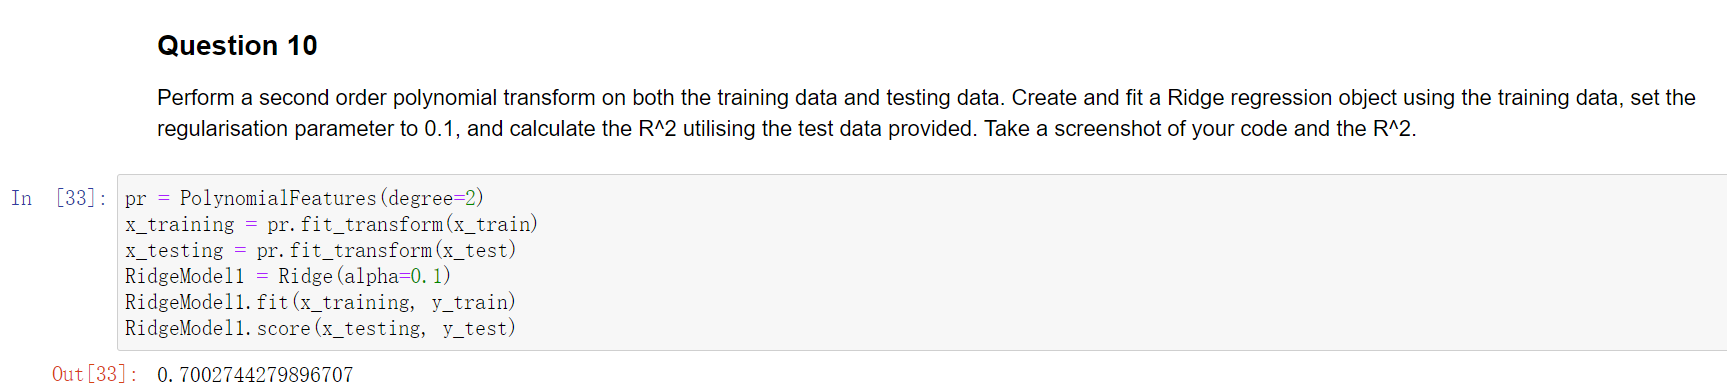 Question 10
Perform a second order polynomial transform on both the training data and testing data. Create and fit a Ridge regression object using the training data, set the
regularisation parameter to 0.1, and calculate the R^2 utilising the test data provided. Take a screenshot of your code and the R^2.
In [33]: pr = PolynomialFeatures(degree=2)
x_training = pr.fit_transform(x_train)
x_testing = pr.fit_transform(x_test)
RidgeModel1 = Ridge(alpha=0.1)
RidgeModel1.fit(x_training, y_train)
RidgeModel1.score(x_testing, y_test)
Out[33]: 0.7002744279896707